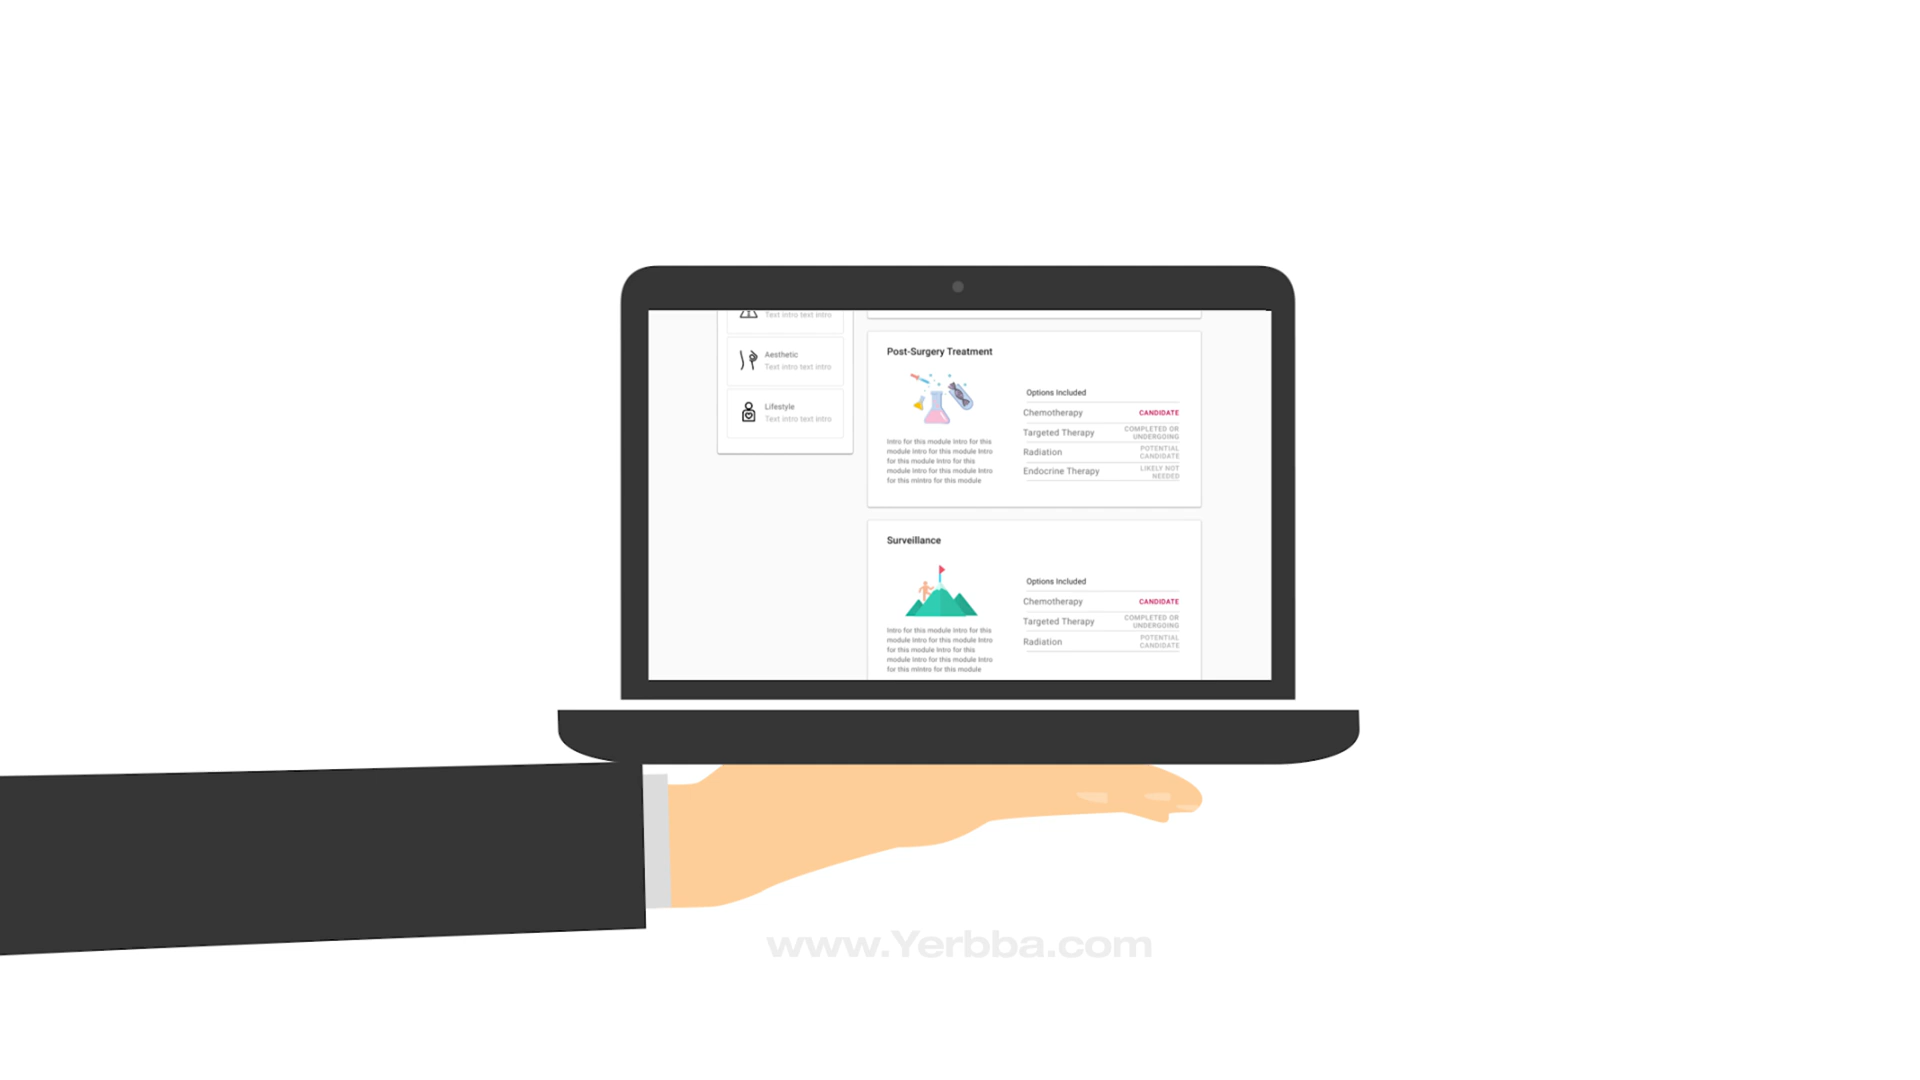 Text intro text intro
Aesthetic
Text intro text intro
Lifestyle
Text intro text intro
Post-Surgery Treatment
Options Included
Chemotherapy CANDIDATE
Targeted Therapy COMPLETED OR
UNDERGOING
Radiation POTENTIAL
CANDIDATE
Endocrine Therapy LIKELY NOT
NEEDED
Intro for this module Intro for this
module Intro for this module Intro
for this module Intro for this
module Intro for this module Intro
for this mIntro for this module
Surveillance
Options Included
Chemotherapy CANDIDATE
Targeted Therapy COMPLETED OR
UNDERGOING
Radiation POTENTIAL
CANDIDATE
Intro for this module Intro for this
module Intro for this module Intro
for this module Intro for this
module Intro for this module Intro
for this mIntro for this module
www.Yerbba.com